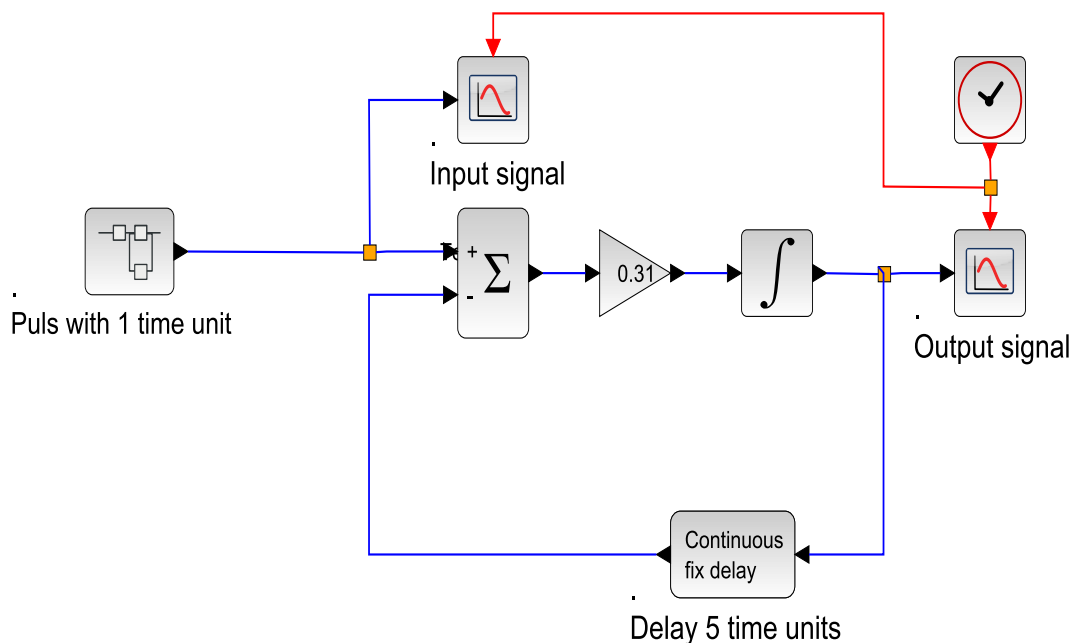 Input signal
+
Σ
-
0.31
∫
Puls with 1 time unit
Output signal
Continuous
fix delay
Delay 5 time units